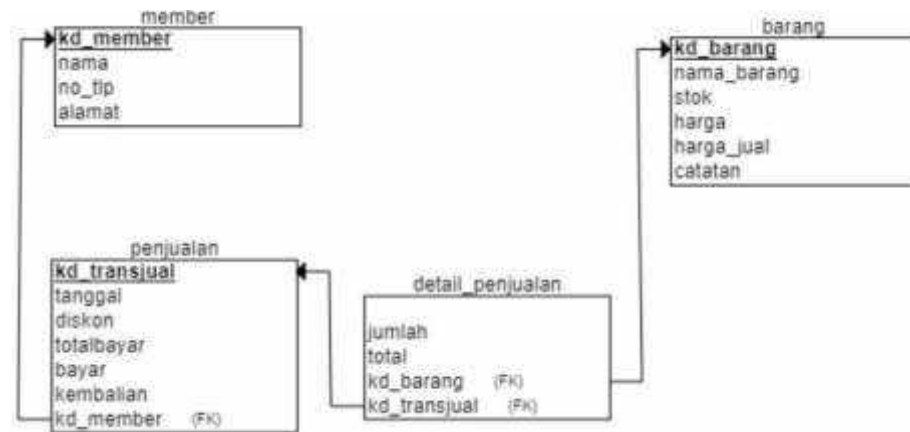 member
kd_member
nama
no_tlp
alamat
barang
kd_barang
nama_barang
stok
harga
harga_jual
catatan
penjualan
kd_transjual
tanggal
diskon
totalbayar
bayar
kembalian
kd_member (FK)
detail_penjualan
jumlah
total
kd_barang (FK)
kd_transjual (FK)